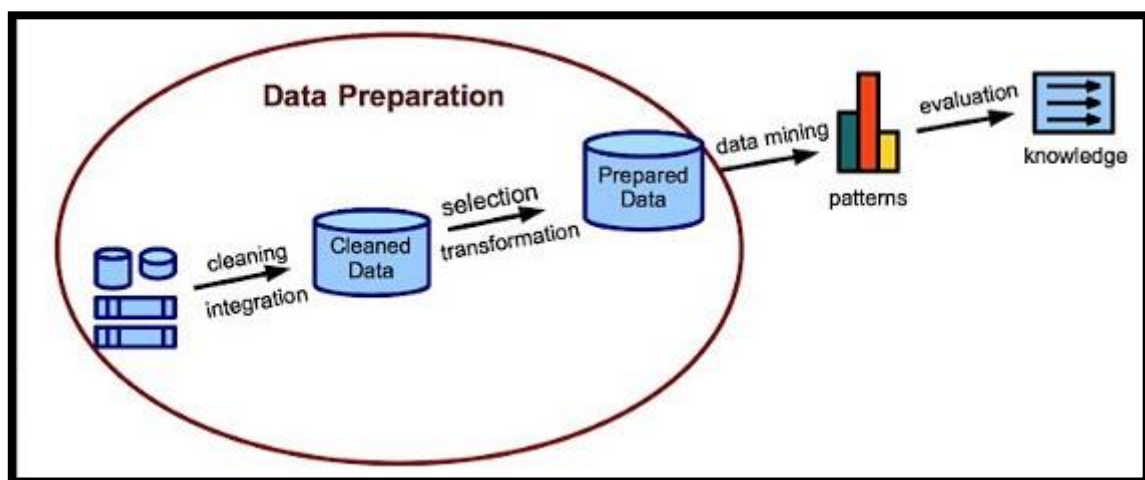 Data Preparation
cleaning
integration
Cleaned
Data
selection
transformation
Prepared
Data
data mining
patterns
evaluation
knowledge